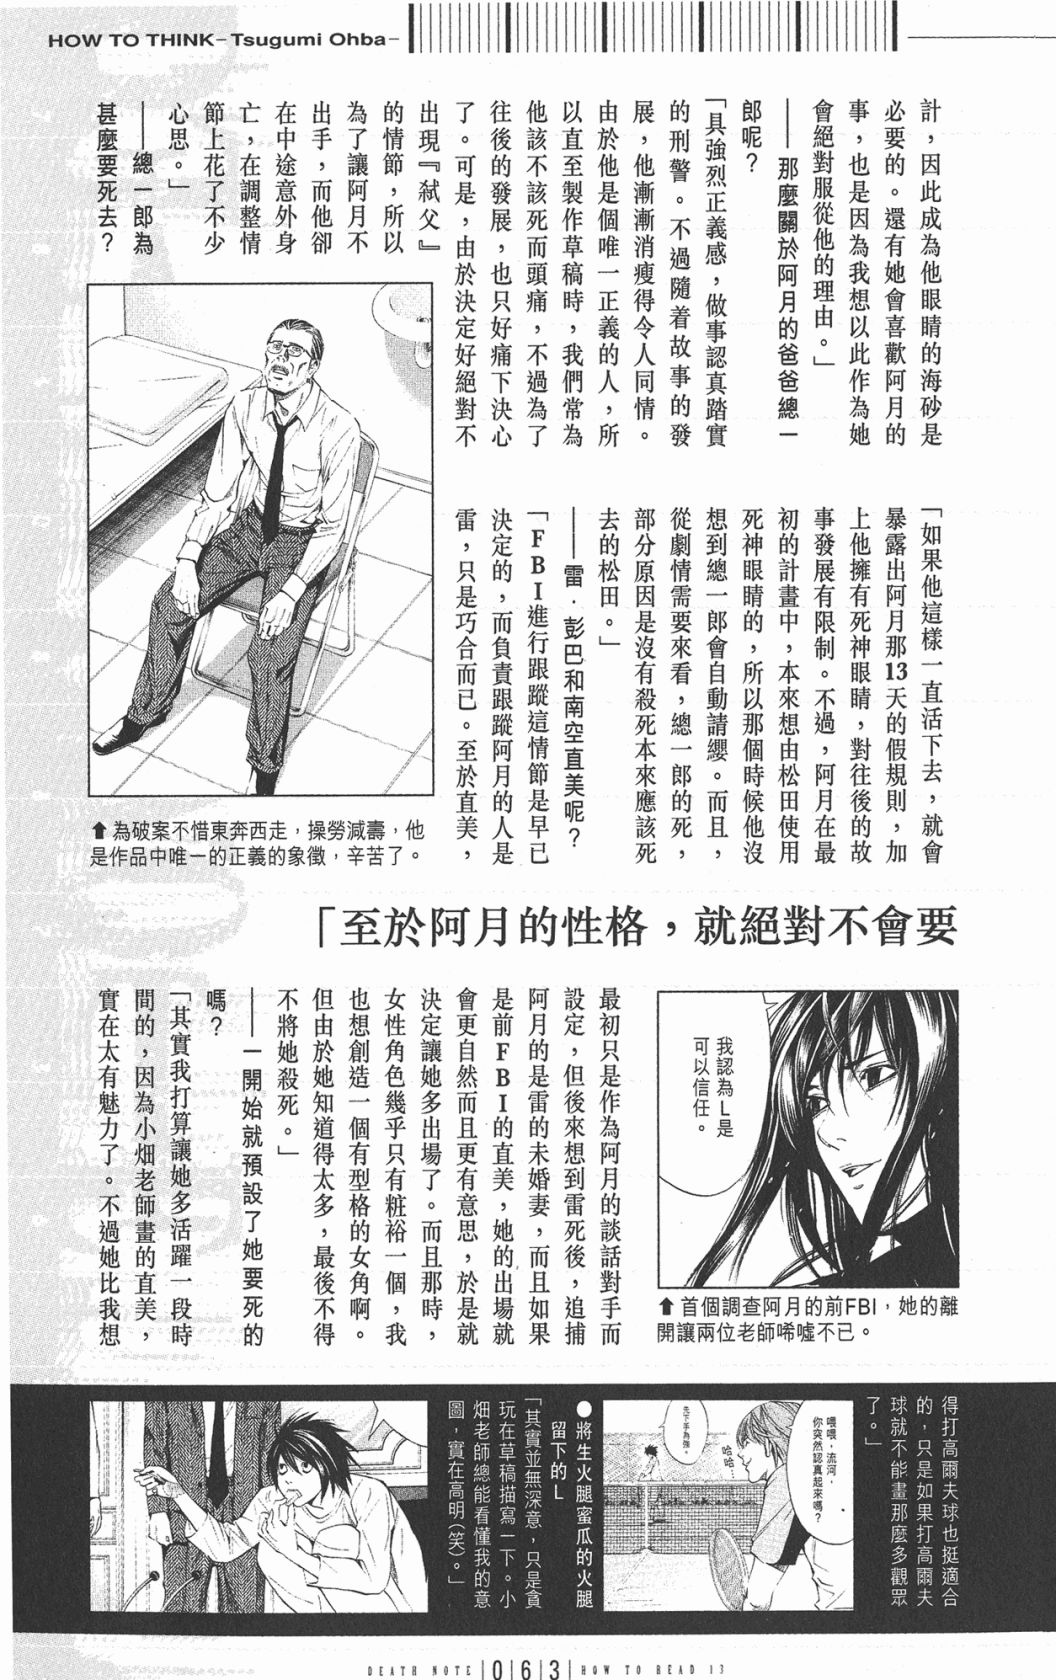 HOW TO THINK–Tsugumi Ohba–
計，因此成為他眼睛的海砂是
必要的。還有她會喜歡阿月的
事，也是因為我想以此作為她
會絕對服從他的理由。」
——那麼關於阿月的爸爸總一
郎呢？
「具強烈正義感，做事認真踏實
的刑警。不過隨着故事的發
展，他漸漸消瘦得令人同情。
由於他是個唯一正義的人，所
以直至製作草稿時，我們常為
他該不該死而頭痛，不過為了
往後的發展，也只好痛下決心
了。可是，由於決定好絕對不
出現『弒父』
的情節，所以
為了讓阿月不
出手，而他卻
在中途意外身
亡，在調整情
節上花了不少
心思。」
——總一郎為
甚麼要死去？
⬆為破案不惜東奔西走，操勞減壽，他
是作品中唯一的正義的象徵，辛苦了。
「如果他這樣一直活下去，就會
暴露出阿月那13天的假規則，加
上他擁有死神眼睛，對往後的故
事發展有限制。不過，阿月在最
初的計畫中，本來想由松田使用
死神眼睛的，所以那個時候他沒
想到總一郎會自動請纓。而且，
從劇情需要來看，總一郎的死，
部分原因是沒有殺死本來應該死
去的松田。」
——雷．彭巴和南空直美呢？
「FBI進行跟蹤這情節是早已
決定的，而負責跟蹤阿月的人是
雷，只是巧合而已。至於直美，
「至於阿月的性格，就絕對不會要
我認為L是
可以信任。
⬆首個調查阿月的前FBI，她的離
開讓兩位老師唏噓不已。
最初只是作為阿月的談話對手而
設定，但後來想到雷死後，追捕
阿月的是雷的未婚妻，而且如果
是前FBI的直美，她的出場就
會更自然而且更有意思，於是就
決定讓她多出場了。而且那時，
女性角色幾乎只有粧裕一個，我
也想創造一個有型格的女角啊。
但由於她知道得太多，最後不得
不將她殺死。」
——一開始就預設了她要死的
嗎？
「其實我打算讓她多活躍一段時
間的，因為小畑老師畫的直美，
實在太有魅力了。不過她比我想
得打高爾夫球也挺適合
的，只是如果打高爾夫
球就不能畫那麼多觀眾
了。」
喂喂，流河，
你突然認真起來嗎？
哈哈…
先下手為強。
●將生火腿蜜瓜的火腿
留下的L
「其實並無深意，只是貪
玩在草稿描寫一下。小
畑老師總能看懂我的意
圖，實在高明（笑）。」
DEATH NOTE|0|6|3|HOW TO READ 13